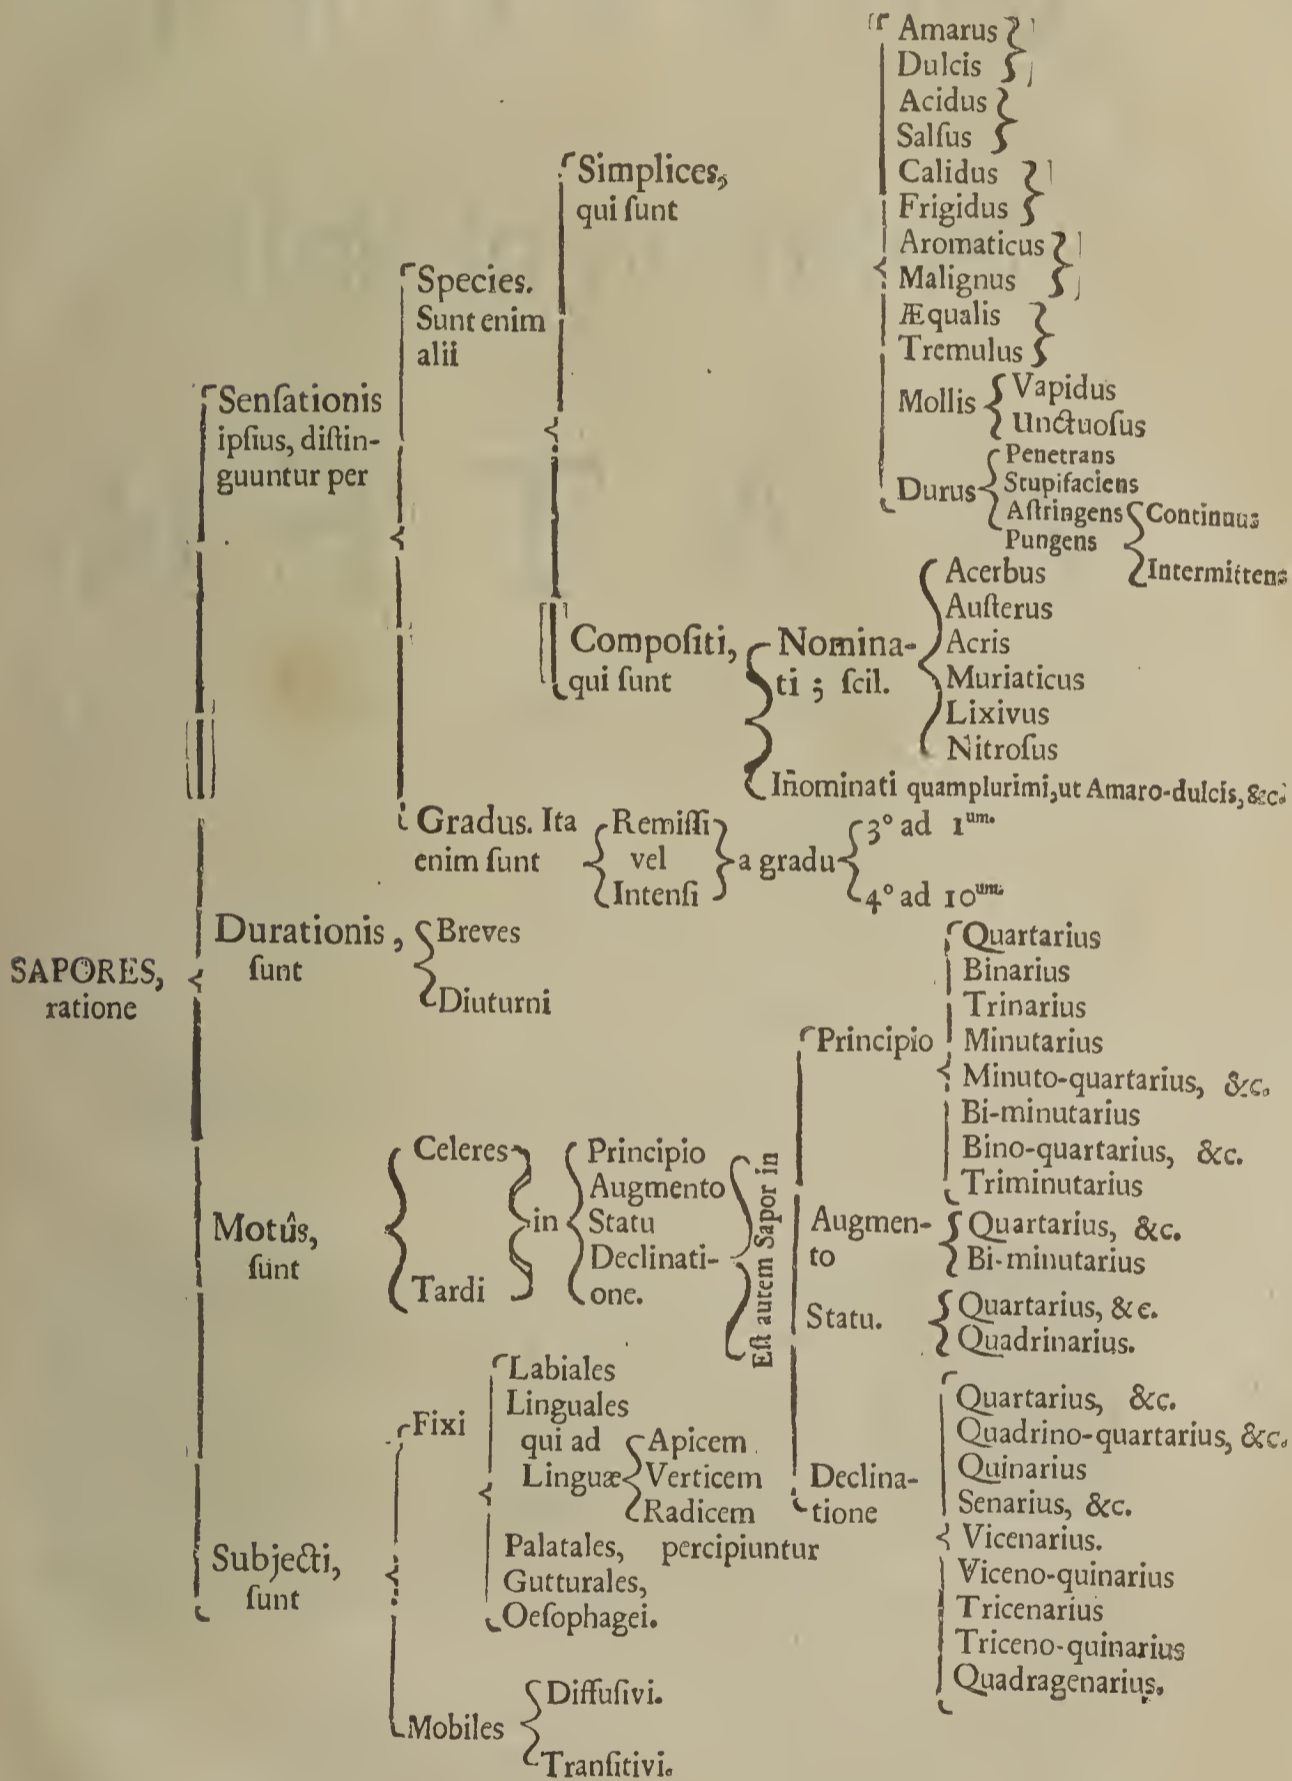 SAPORES,
ratione
Senſationis
ipſius, diſtin-
guuntur per
Species.
Sunt enim
alii
Simplices,
qui ſunt
Amarus
Dulcis
Acidus
Salſus
Calidus
Frigidus
Aromaticus
Malignus
Æqualis
Tremulus
Mollis
Vapidus
Unctuoſus
Durus
Penetrans
Stupifaciens
Aſtringens
Pungens
Continuus
Intermittens
Compoſiti,
qui ſunt
Nomina-
ti ; ſcil.
Acerbus
Auſterus
Acris
Muriaticus
Lixivus
Nitroſus
Iñominati quamplurimi, ut Amaro-dulcis, &c.
Gradus. Ita
enim ſunt
Remiſſi
vel
Intenſi
a gradu
3° ad 1um.
4° ad 10um.
Durationis,
ſunt
Breves
Diuturni
Motûs,
ſunt
Celeres
Tardi
in
Principio
Augmento
Statu
Declinati-
one.
Eſt autem Sapor in
Principio
Quartarius
Binarius
Trinarius
Minutarius
Minuto-quartarius, &c.
Bi-minutarius
Bino-quartarius, &c.
Triminutarius
Augmen-
to
Quartarius, &c.
Bi-minutarius
Statu.
Quartarius, &c.
Quadrinarius.
Declina-
tione
Quartarius, &c.
Quadrino-quartarius, &c.
Quinarius
Senarius, &c.
Vicenarius.
Viceno-quinarius
Tricenarius
Triceno-quinarius
Quadragenarius.
Subjecti,
ſunt
Fixi
Labiales
Linguales
qui ad
Linguæ
Apicem
Verticem
Radicem
Palatales, percipiuntur
Gutturales,
Oeſophagei.
Mobiles
Diffuſivi.
Tranſitivi.